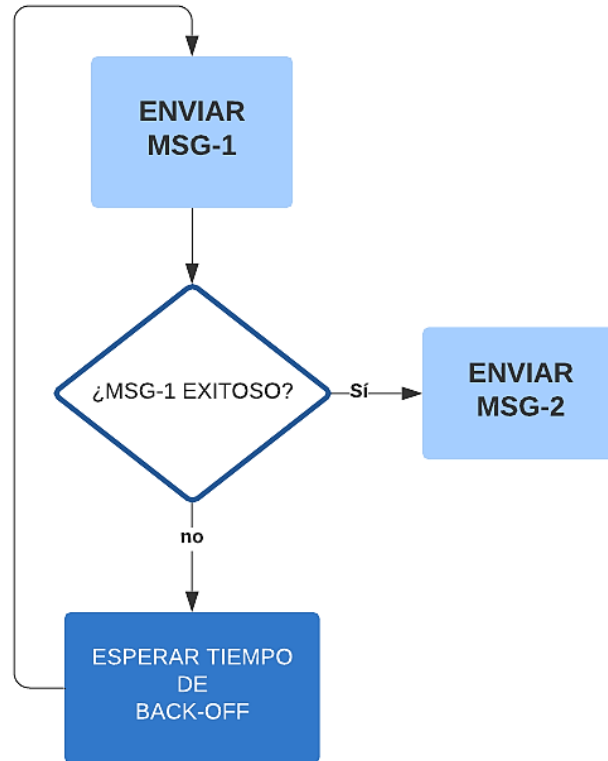 ENVIAR
MSG-1
¿MSG-1 EXITOSO?
Sí
ENVIAR
MSG-2
no
ESPERAR TIEMPO
DE
BACK-OFF